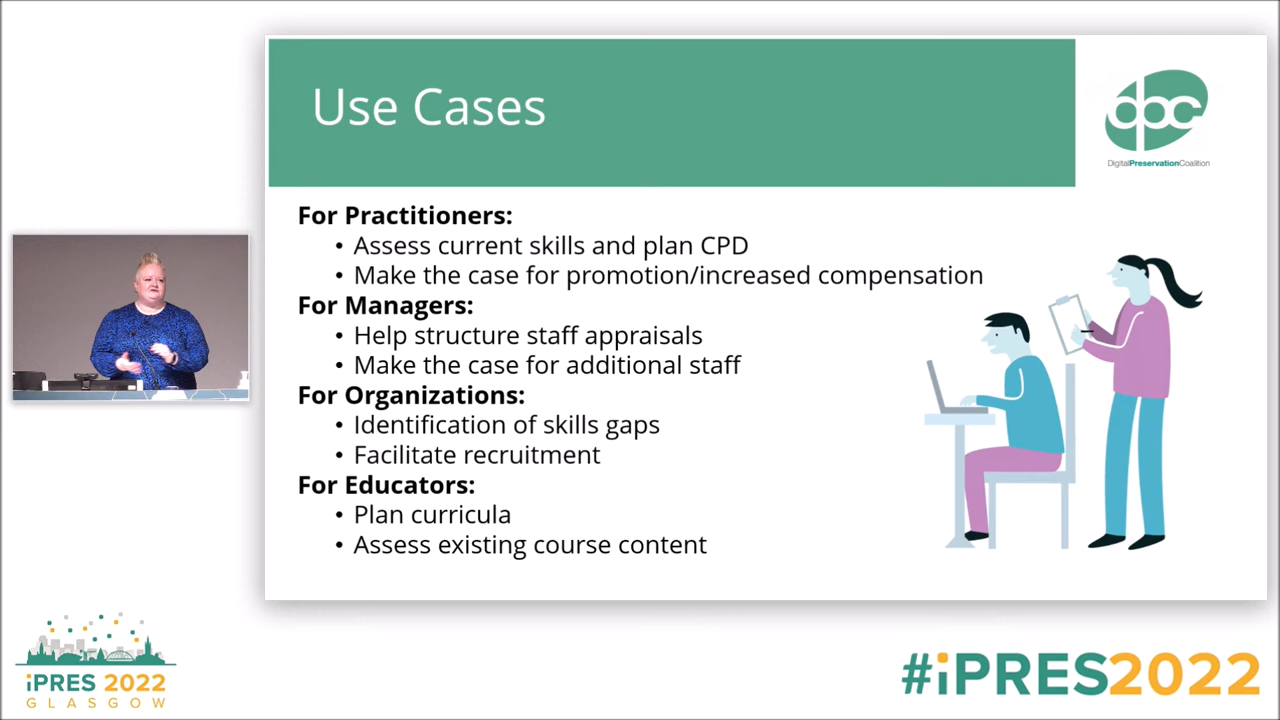 Use Cases
dpc
DigitalPreservationCoalition
For Practitioners:
• Assess current skills and plan CPD
• Make the case for promotion/increased compensation
For Managers:
• Help structure staff appraisals
• Make the case for additional staff
For Organizations:
• Identification of skills gaps
• Facilitate recruitment
For Educators:
• Plan curricula
• Assess existing course content
iPRES 2022
GLASGOW
#iPRES2022